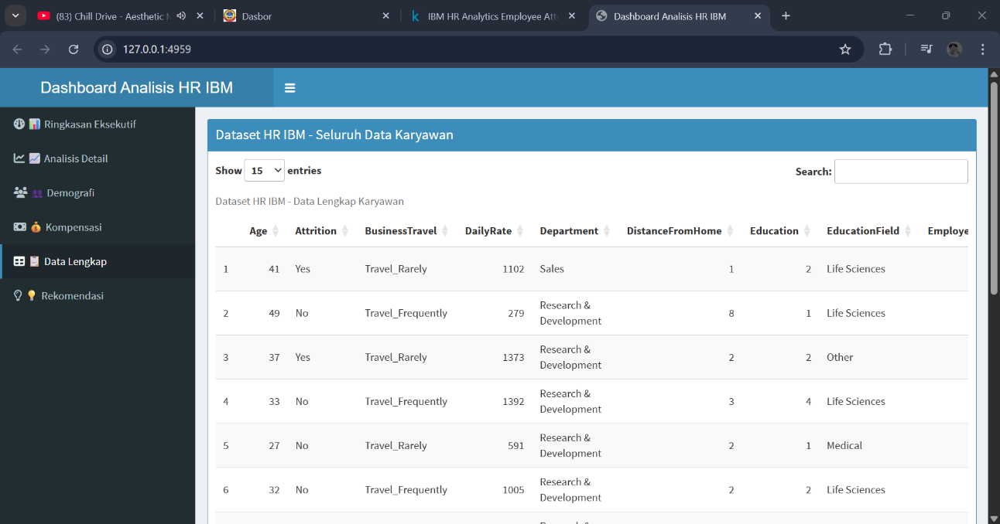 (83) Chill Drive - Aesthetic
Dasbor
IBM HR Analytics Employee Att
Dashboard Analisis HR IBM
127.0.0.1:4959
Dashboard Analisis HR IBM
Ringkasan Eksekutif
Analisis Detail
Demografi
Kompensasi
Data Lengkap
Rekomendasi
Dataset HR IBM - Seluruh Data Karyawan
Show 15 entries
Search:
Dataset HR IBM - Data Lengkap Karyawan
Age Attrition BusinessTravel DailyRate Department DistanceFromHome Education EducationField Employe
1 41 Yes Travel_Rarely 1102 Sales 1 2 Life Sciences
2 49 No Travel_Frequently 279 Research & Development 8 1 Life Sciences
3 37 Yes Travel_Rarely 1373 Research & Development 2 2 Other
4 33 No Travel_Frequently 1392 Research & Development 3 4 Life Sciences
5 27 No Travel_Rarely 591 Research & Development 2 1 Medical
6 32 No Travel_Frequently 1005 Research & Development 2 2 Life Sciences